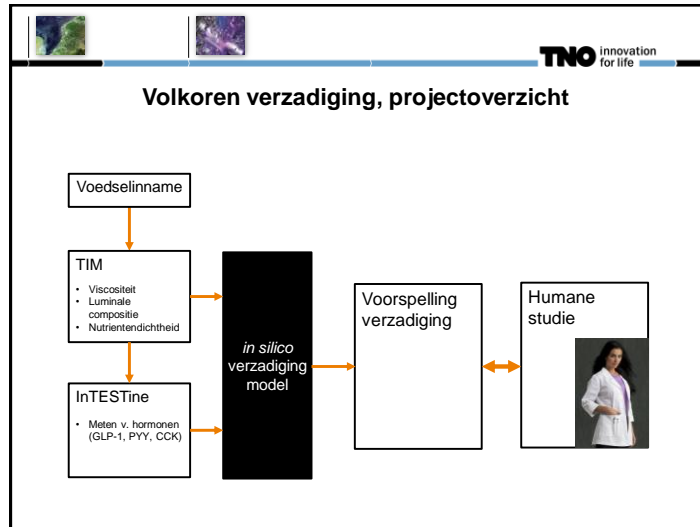 TNO innovation
for life
Volkoren verzadiging, projectoverzicht
Voedselinname
TIM
• Viscositeit
• Luminale
compositie
• Nutrientendichtheid
InTESTine
• Meten v. hormonen
(GLP-1, PYY, CCK)
in silico
verzadiging
model
Voorspelling
verzadiging
Humane
studie